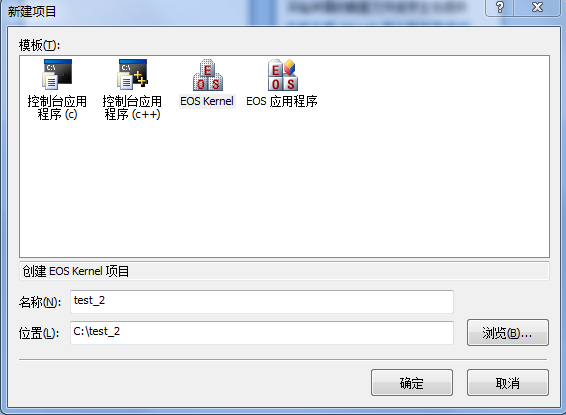 新建项目
模板(T):
控制台应用
程序 (c)
控制台应用
程序 (c++)
EOS Kernel
EOS 应用程序
创建 EOS Kernel 项目
名称(N):
test_2
位置(L):
C:\test_2
浏览(B)...
确定
取消